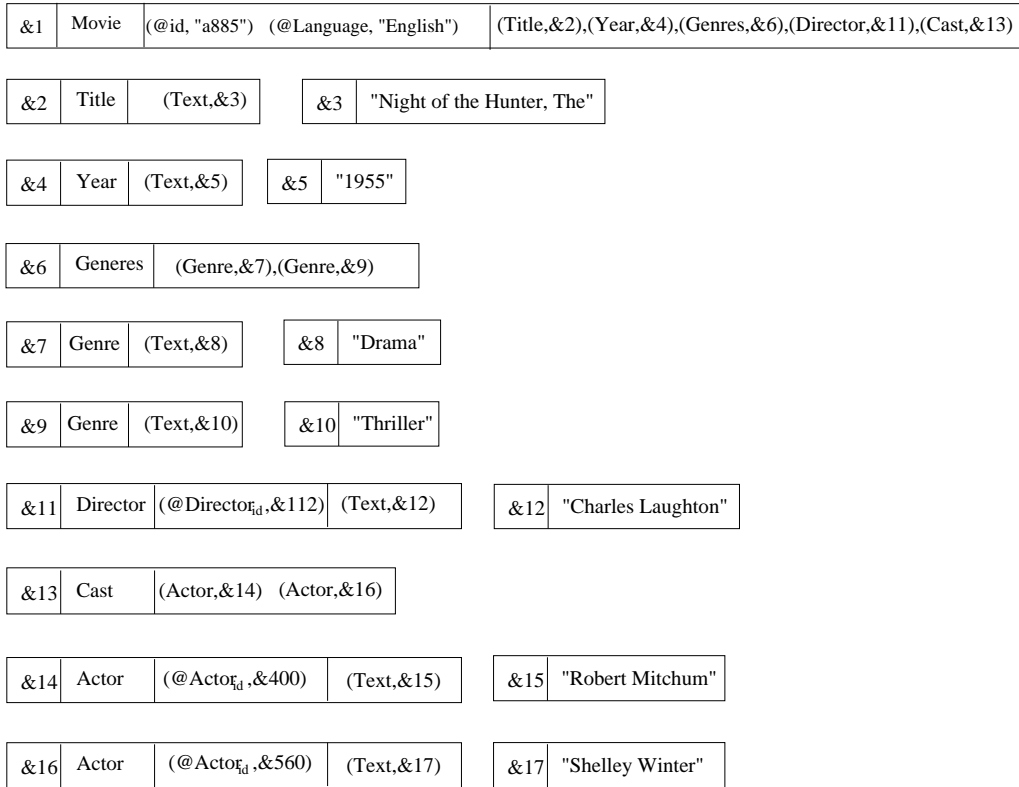 &1 Movie (@id, "a885") (@Language, "English") (Title,&2),(Year,&4),(Genres,&6),(Director,&11),(Cast,&13)
&2 Title (Text,&3) &3 "Night of the Hunter, The"
&4 Year (Text,&5) &5 "1955"
&6 Generes (Genre,&7),(Genre,&9)
&7 Genre (Text,&8) &8 "Drama"
&9 Genre (Text,&10) &10 "Thriller"
&11 Director (@Director_id,&112) (Text,&12) &12 "Charles Laughton"
&13 Cast (Actor,&14) (Actor,&16)
&14 Actor (@Actor_id ,&400) (Text,&15) &15 "Robert Mitchum"
&16 Actor (@Actor_id ,&560) (Text,&17) &17 "Shelley Winter"